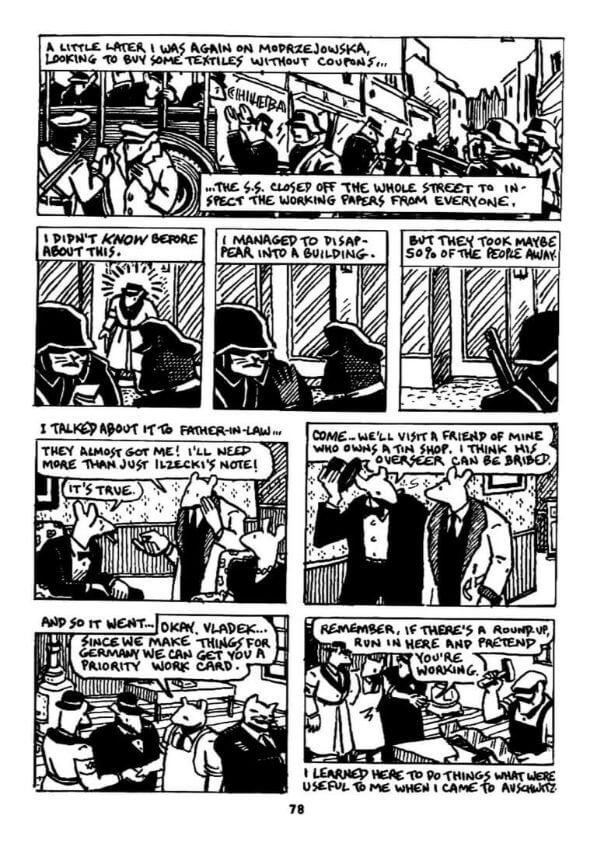 A LITTLE LATER I WAS AGAIN ON MODRZEJOWSKA,
LOOKING TO BUY SOME TEXTILES WITHOUT COUPONS...
...THE S.S. CLOSED OFF THE WHOLE STREET TO IN-
SPECT THE WORKING PAPERS FROM EVERYONE.
I DIDN'T KNOW BEFORE
ABOUT THIS.
I MANAGED TO DISAP-
PEAR INTO A BUILDING.
BUT THEY TOOK MAYBE
50% OF THE PEOPLE AWAY.
I TALKED ABOUT IT TO FATHER-IN-LAW...
THEY ALMOST GOT ME! I'LL NEED
MORE THAN JUST ILZECKI'S NOTE!
IT'S TRUE.
COME... WE'LL VISIT A FRIEND OF MINE
WHO OWNS A TIN SHOP. I THINK HIS
OVERSEER CAN BE BRIBED.
AND SO IT WENT...
OKAY, VLADEK...
SINCE WE MAKE THINGS FOR
GERMANY WE CAN GET YOU A
PRIORITY WORK CARD.
REMEMBER, IF THERE'S A ROUND UP,
RUN IN HERE AND PRETEND
YOU'RE
WORKING.
I LEARNED HERE TO DO THINGS WHAT WERE
USEFUL TO ME WHEN I CAME TO AUSCHWITZ.
78